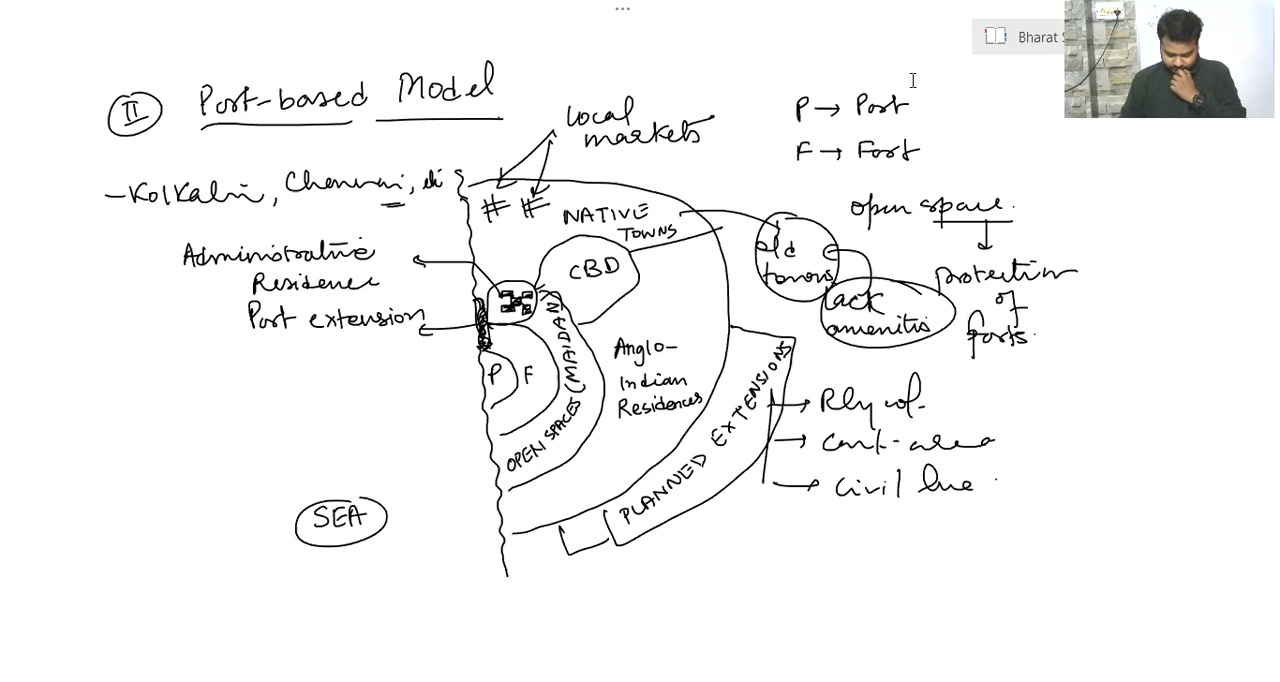 II Port-based Model
- Kolkata, Chennai, etc
local
markets
P → Port
F → Fort
Bharat S
open space
protection
of
forts.
NATIVE
TOWNS
old
towns
lack
amenities
CBD
Administrative
Residence
Port extension
P F
OPEN SPACES (MAIDAN)
Anglo-
Indian
Residences
PLANNED EXTENSIONS
→ Rly col.
→ Cant-area
→ Civil line
SEA